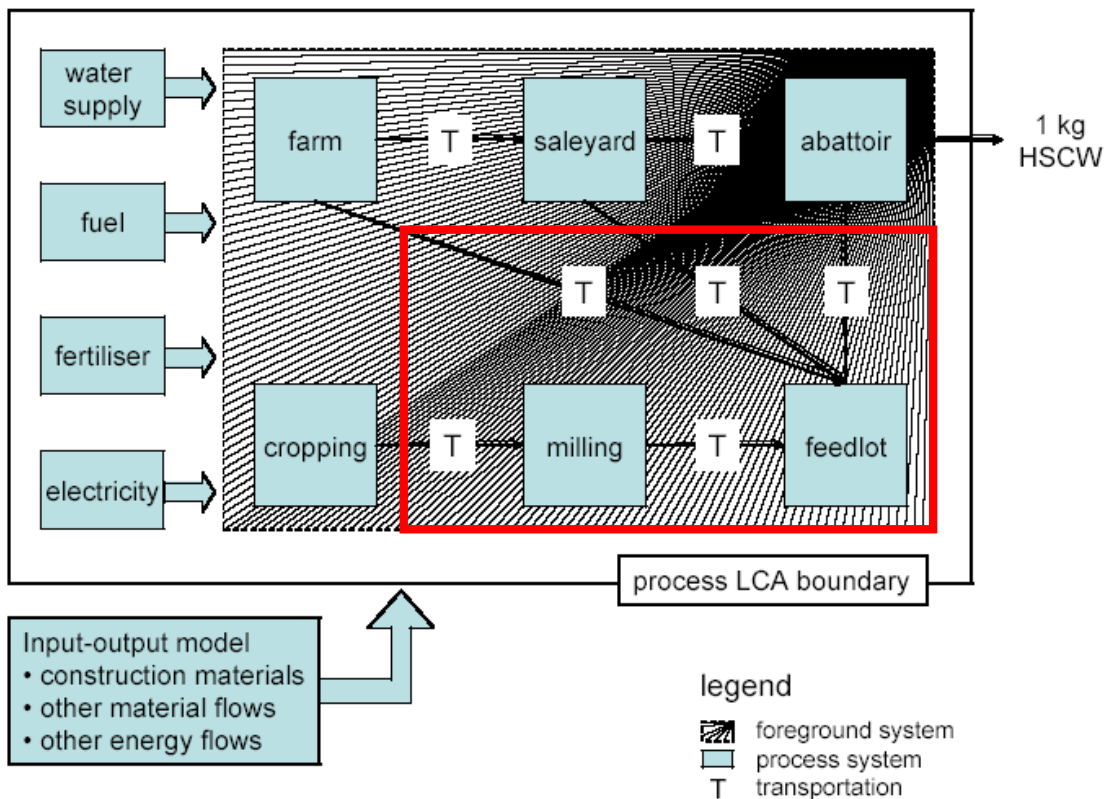 water
supply
fuel
fertiliser
electricity
farm
T
saleyard
T
abattoir
1 kg
HSCW
T
T
T
cropping
T
milling
T
feedlot
process LCA boundary
Input-output model
• construction materials
• other material flows
• other energy flows
legend
foreground system
process system
T transportation